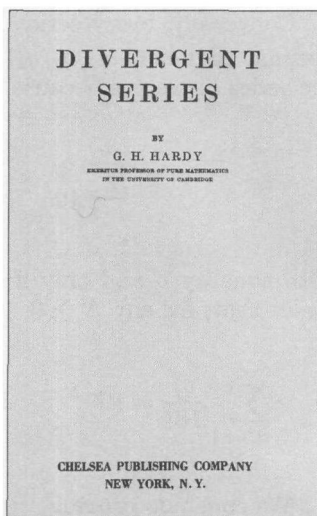 DIVERGENT
SERIES
BY
G. H. HARDY
EMERITUS PROFESSOR OF PURE MATHEMATICS
IN THE UNIVERSITY OF CAMBRIDGE
CHELSEA PUBLISHING COMPANY
NEW YORK, N. Y.